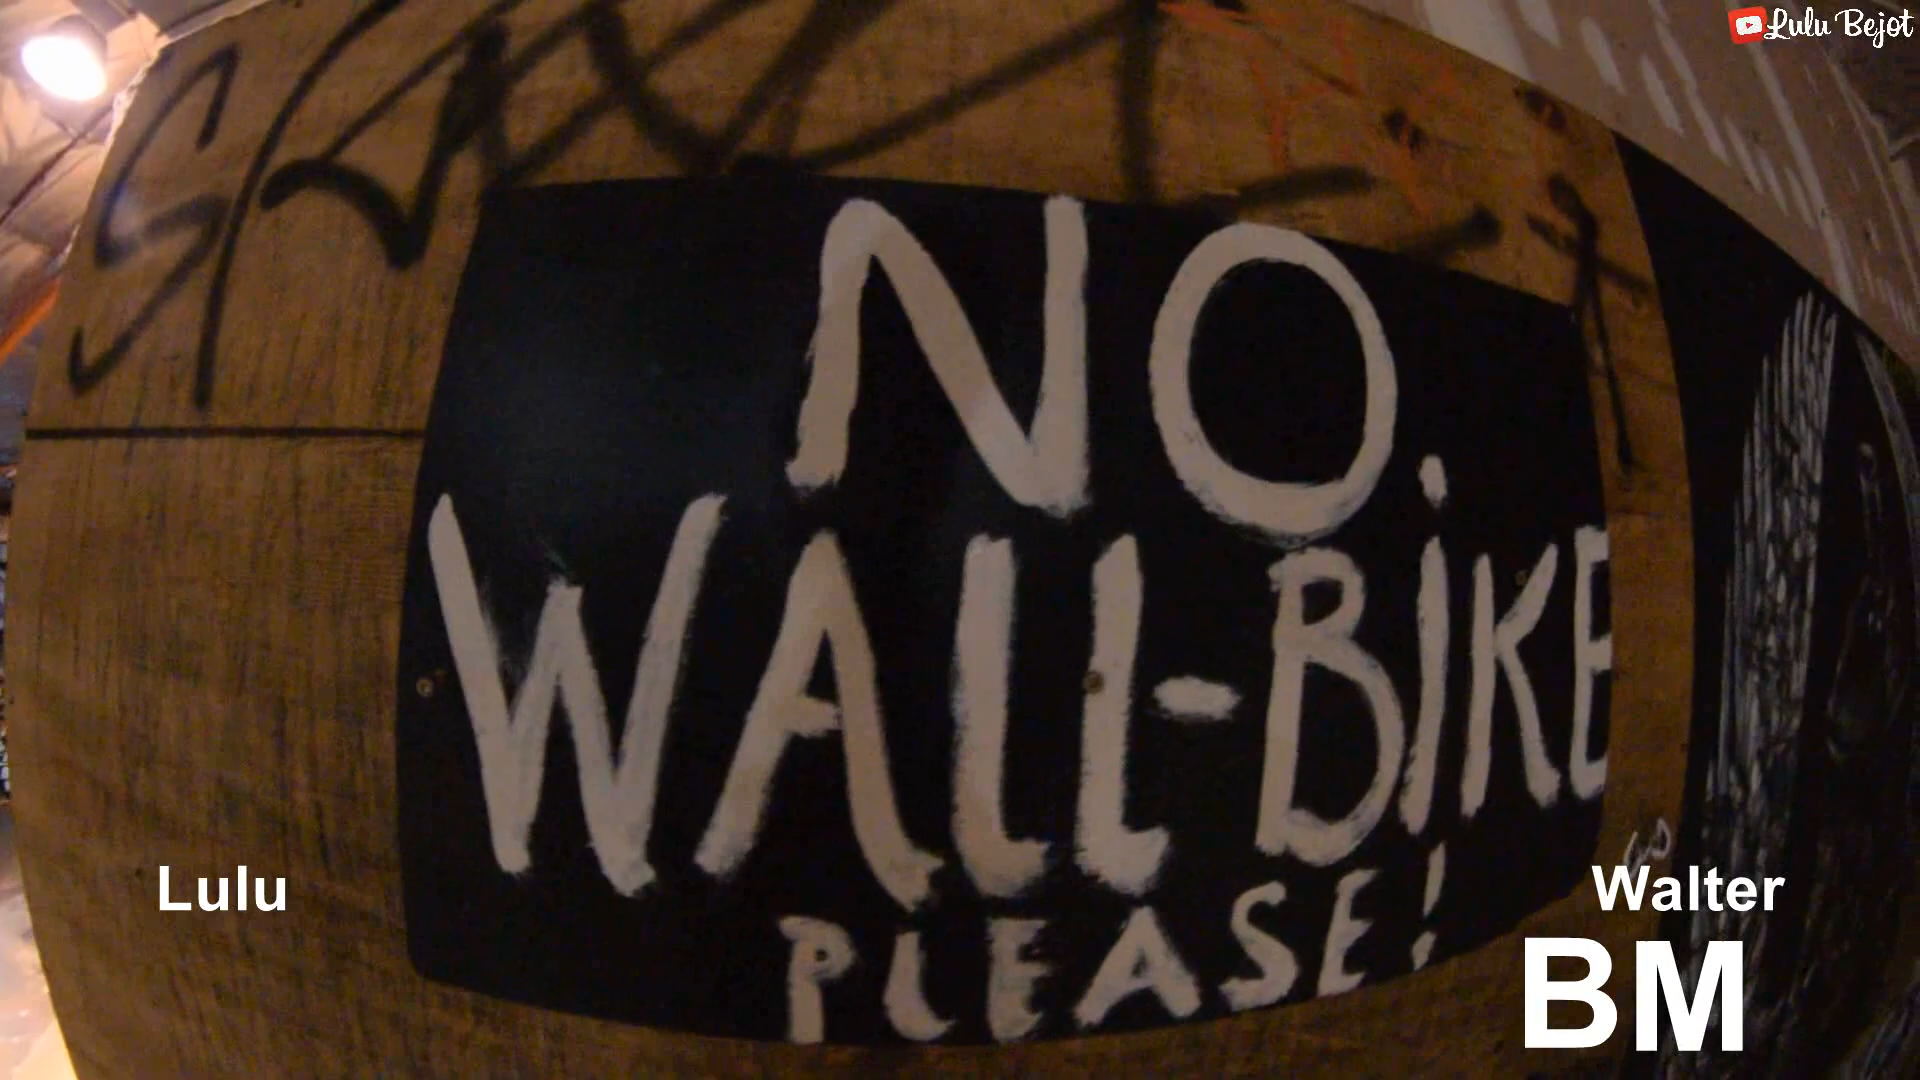 Lulu Bejot
NO.
WALL-BIKE
PLEASE!
Lulu
Walter
BM